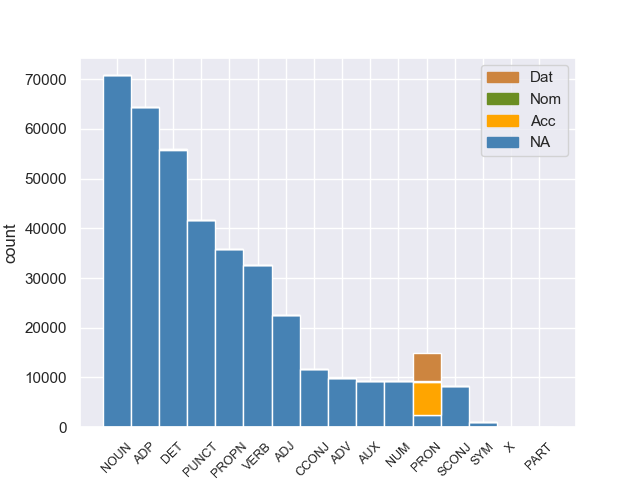 70000
60000
50000
40000
30000
20000
10000
0
count
Dat
Nom
Acc
NA
NOUN
ADP
DET
PUNCT
PROPN
VERB
ADJ
CCONJ
ADV
AUX
NUM
PRON
SCONJ
SYM
X
PART